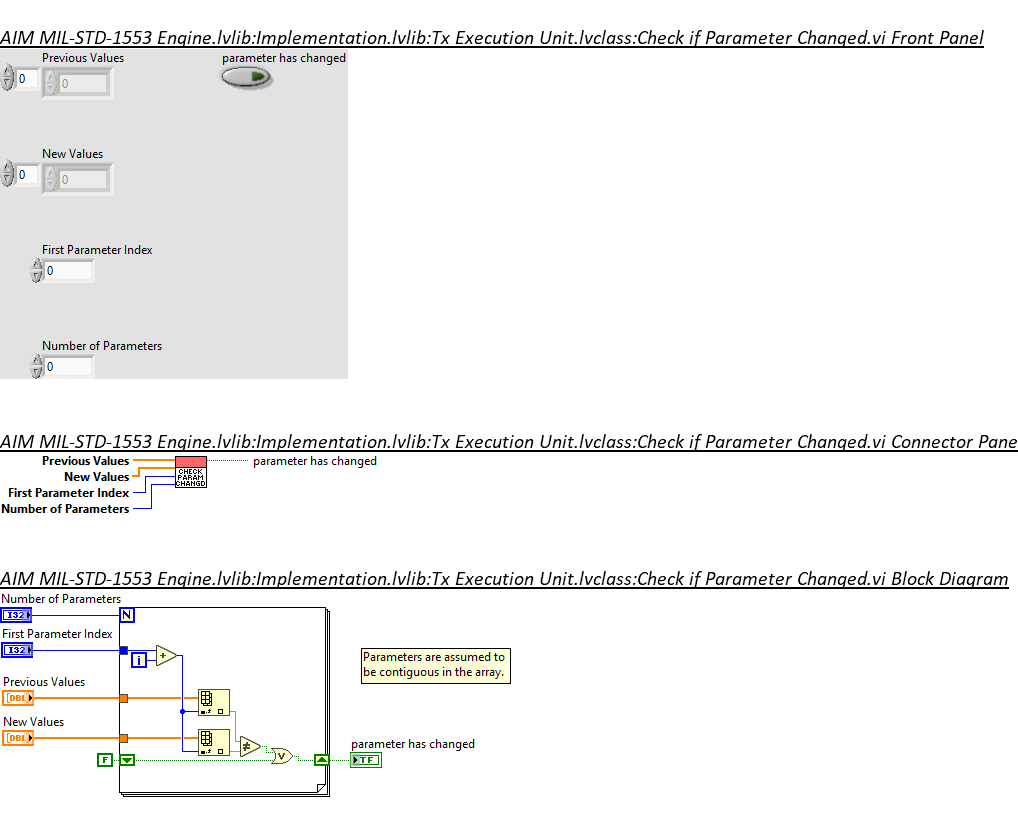 AIM MIL-STD-1553 Engine.lvlib:Implementation.lvlib:Tx Execution Unit.lvclass:Check if Parameter Changed.vi Front Panel
Previous Values
parameter has changed
0
0
New Values
0
0
First Parameter Index
0
Number of Parameters
0
AIM MIL-STD-1553 Engine.lvlib:Implementation.lvlib:Tx Execution Unit.lvclass:Check if Parameter Changed.vi Connector Pane
Previous Values
parameter has changed
New Values
First Parameter Index
Number of Parameters
CHECK
PARAM
CHANGD
AIM MIL-STD-1553 Engine.lvlib:Implementation.lvlib:Tx Execution Unit.lvclass:Check if Parameter Changed.vi Block Diagram
Number of Parameters
I32
N
First Parameter Index
I32
i
+
Parameters are assumed to
be contiguous in the array.
Previous Values
DBL
New Values
DBL
≠
V
F
parameter has changed
TF